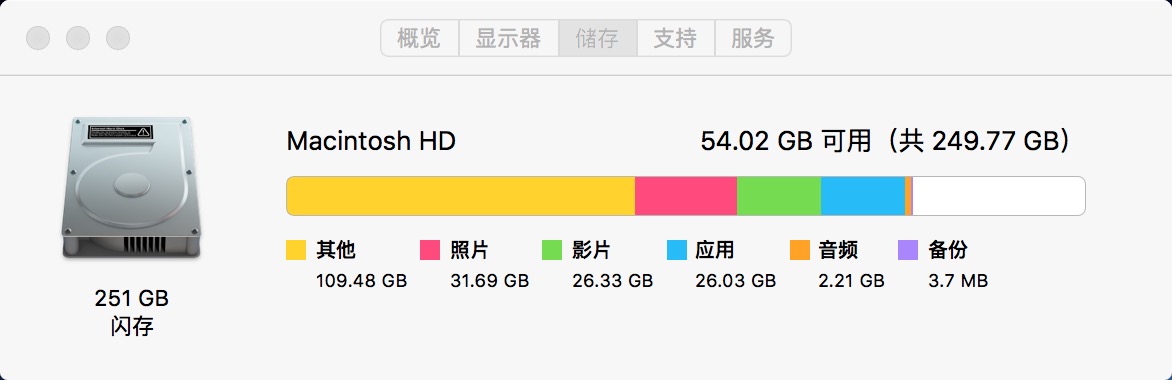 概览 显示器 储存 支持 服务
Macintosh HD 54.02 GB 可用（共 249.77 GB）
其他 照片 影片 应用 音频 备份
109.48 GB 31.69 GB 26.33 GB 26.03 GB 2.21 GB 3.7 MB
251 GB
闪存